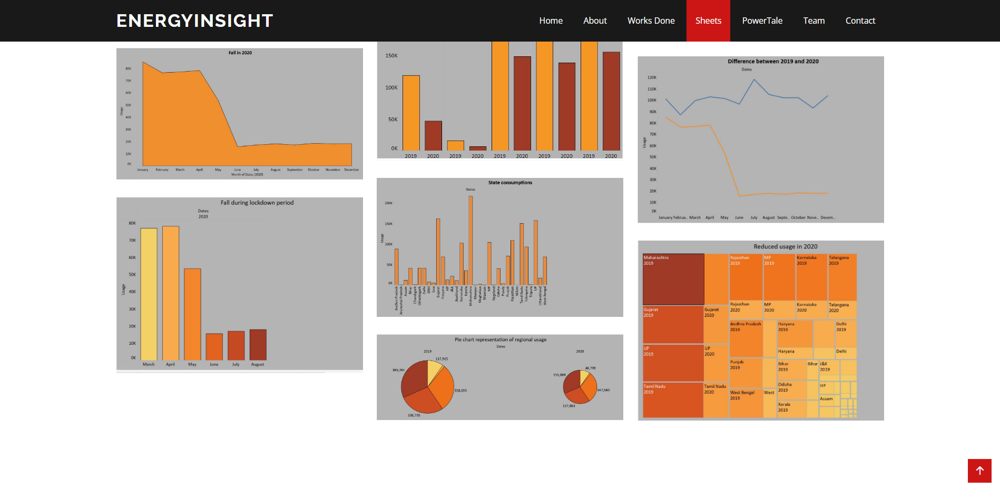 ENERGYINSIGHT
Home About Works Done Sheets PowerTale Team Contact
Fall in 2020
80K
70K
60K
50K
40K
30K
20K
10K
0K
Usage
January February March April May June July August September October November December
Month of Dates [2020]
Fall during lockdown period
Dates
2020
80K
70K
60K
50K
40K
30K
20K
10K
0K
Usage
March April May June July August
150K
100K
50K
0K
2019 2020 2019 2020 2019 2020 2019 2020 2019 2020
State consumptions
States
200K
150K
100K
50K
0K
Usage
Andhra Pradesh
Arunachal Pradesh
Assam
Bihar
Chandigarh
Chhattisgarh
Delhi
DNH
Goa
Gujarat
Haryana
HP
J&K
Jharkhand
Karnataka
Kerala
Maharashtra
Manipur
Meghalaya
Mizoram
MP
Nagaland
Odisha
Pondy
Punjab
Rajasthan
Sikkim
Tamil Nadu
Telangana
Tripura
UP
Uttarakhand
West Bengal
Pie chart representation of regional usage
Dates
2019
117,915
385,281
358,695
338,795
2020
46,799
155,089
147,560
137,883
Difference between 2019 and 2020
Dates
120K
110K
100K
90K
80K
70K
60K
50K
40K
30K
20K
10K
0K
Usage
January Februa.. March April May June July August Septe.. October Nove.. Decem..
Reduced usage in 2020
Maharashtra
2019
Rajasthan
2019
MP
2019
Karnataka
2019
Telangana
2019
Gujarat
2019
Gujarat
2020
Rajasthan
2020
MP
2020
Karnataka
2020
Telangana
2020
Andhra Pradesh
2019
Haryana
2019
Delhi
2019
UP
2019
UP
2020
Haryana
Delhi
Punjab
2019
Bihar
2019
Bihar
J&K
2019
Tamil Nadu
2019
Tamil Nadu
2020
West Bengal
2019
West
Odisha
2019
H.P
Assam
Kerala
2019